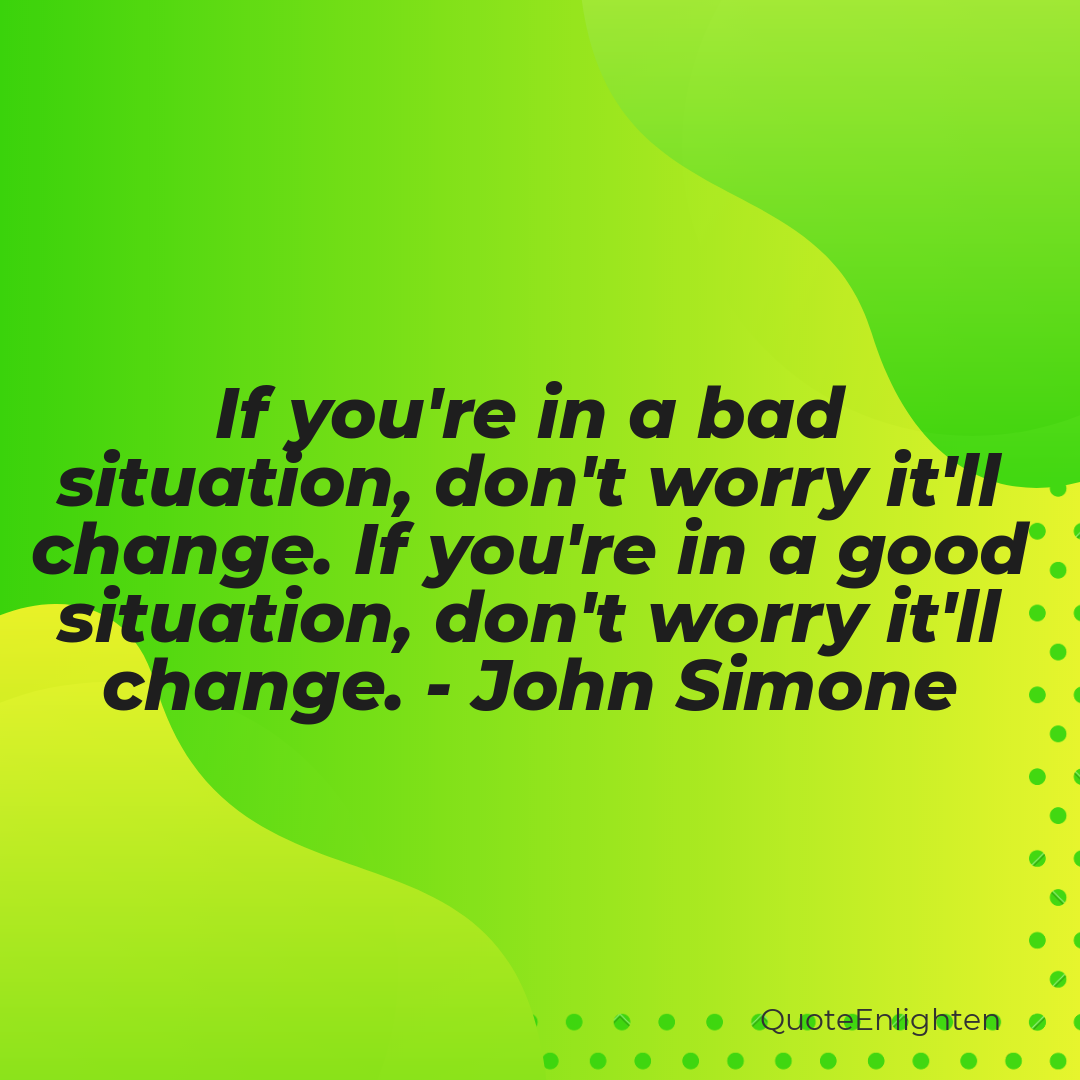 If you're in a bad
situation, don't worry it'll
change. If you're in a good
situation, don't worry it'll
change. - John Simone
QuoteEnlighten